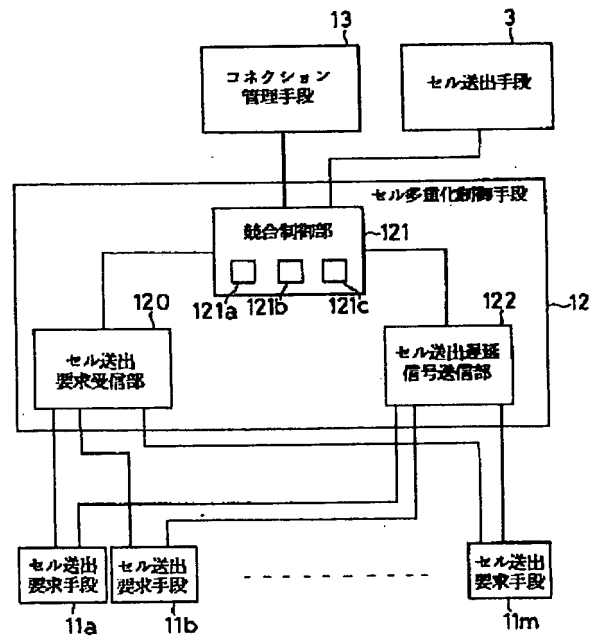 13
3
コネクション
管理手段
セル送出手段
セル多重化制御手段
競合制御部
121
121a
121b
121c
120
122
12
セル送出
要求受信部
セル送出遅延
信号送信部
セル送出
要求手段
セル送出
要求手段
セル送出
要求手段
11a
11b
11m